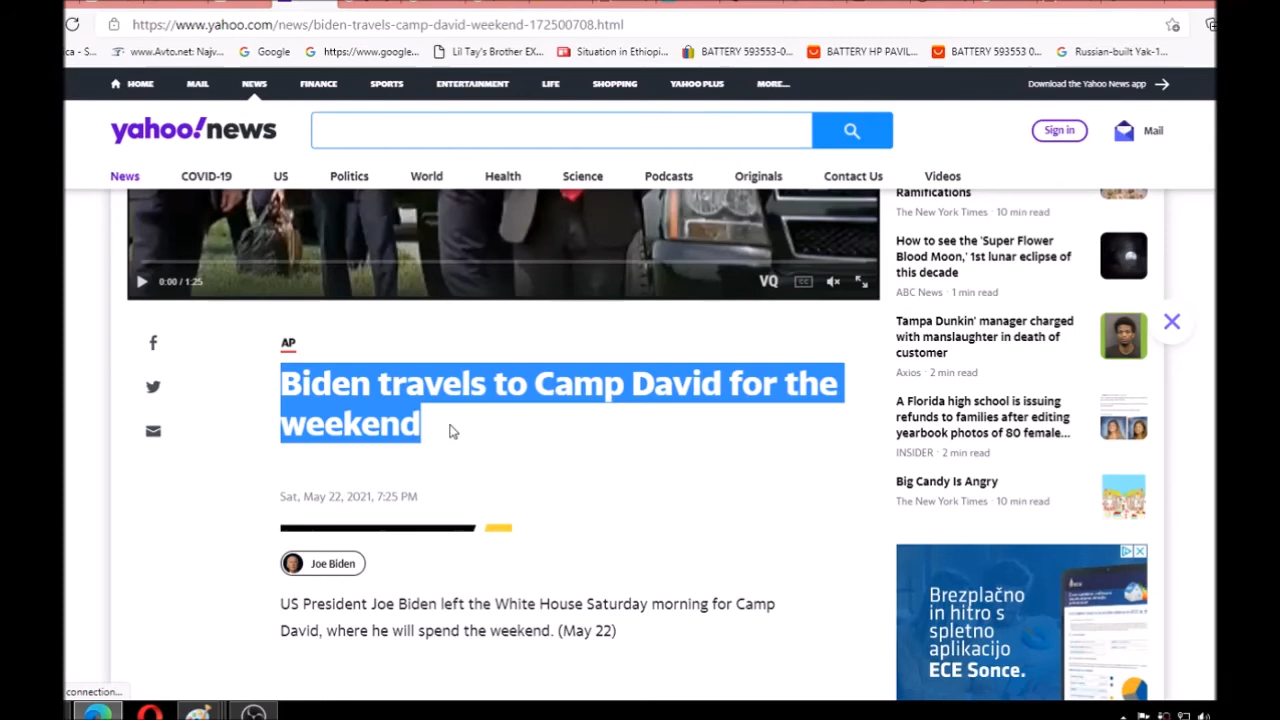 https://www.yahoo.com/news/biden-travels-camp-david-weekend-172500708.html
www.Avto.net: Najv...
Google
https://www.google...
Lil Tay's Brother EX...
Situation in Ethiopi...
BATTERY 593553-0...
BATTERY HP PAVIL...
BATTERY 593553 0...
Russian-built Yak-1...
HOME
MAIL
NEWS
FINANCE
SPORTS
ENTERTAINMENT
LIFE
SHOPPING
YAHOO PLUS
MORE...
Download the Yahoo News app
yahoo!news
Sign in
Mail
News
COVID-19
US
Politics
World
Health
Science
Podcasts
Originals
Contact Us
Videos
0:00 / 1:25
VQ
CC
AP
Biden travels to Camp David for the
weekend
Sat, May 22, 2021, 7:25 PM
Joe Biden
US President Joe Biden left the White House Saturday morning for Camp
David, where he will spend the weekend. (May 22)
Ramifications
The New York Times · 10 min read
How to see the 'Super Flower
Blood Moon,' 1st lunar eclipse of
this decade
ABC News · 1 min read
Tampa Dunkin' manager charged
with manslaughter in death of
customer
Axios · 2 min read
A Florida high school is issuing
refunds to families after editing
yearbook photos of 80 female...
INSIDER · 2 min read
Big Candy Is Angry
The New York Times · 10 min read
Brezplačno
in hitro s
spletno
aplikacijo
ECE Sonce.
connection...